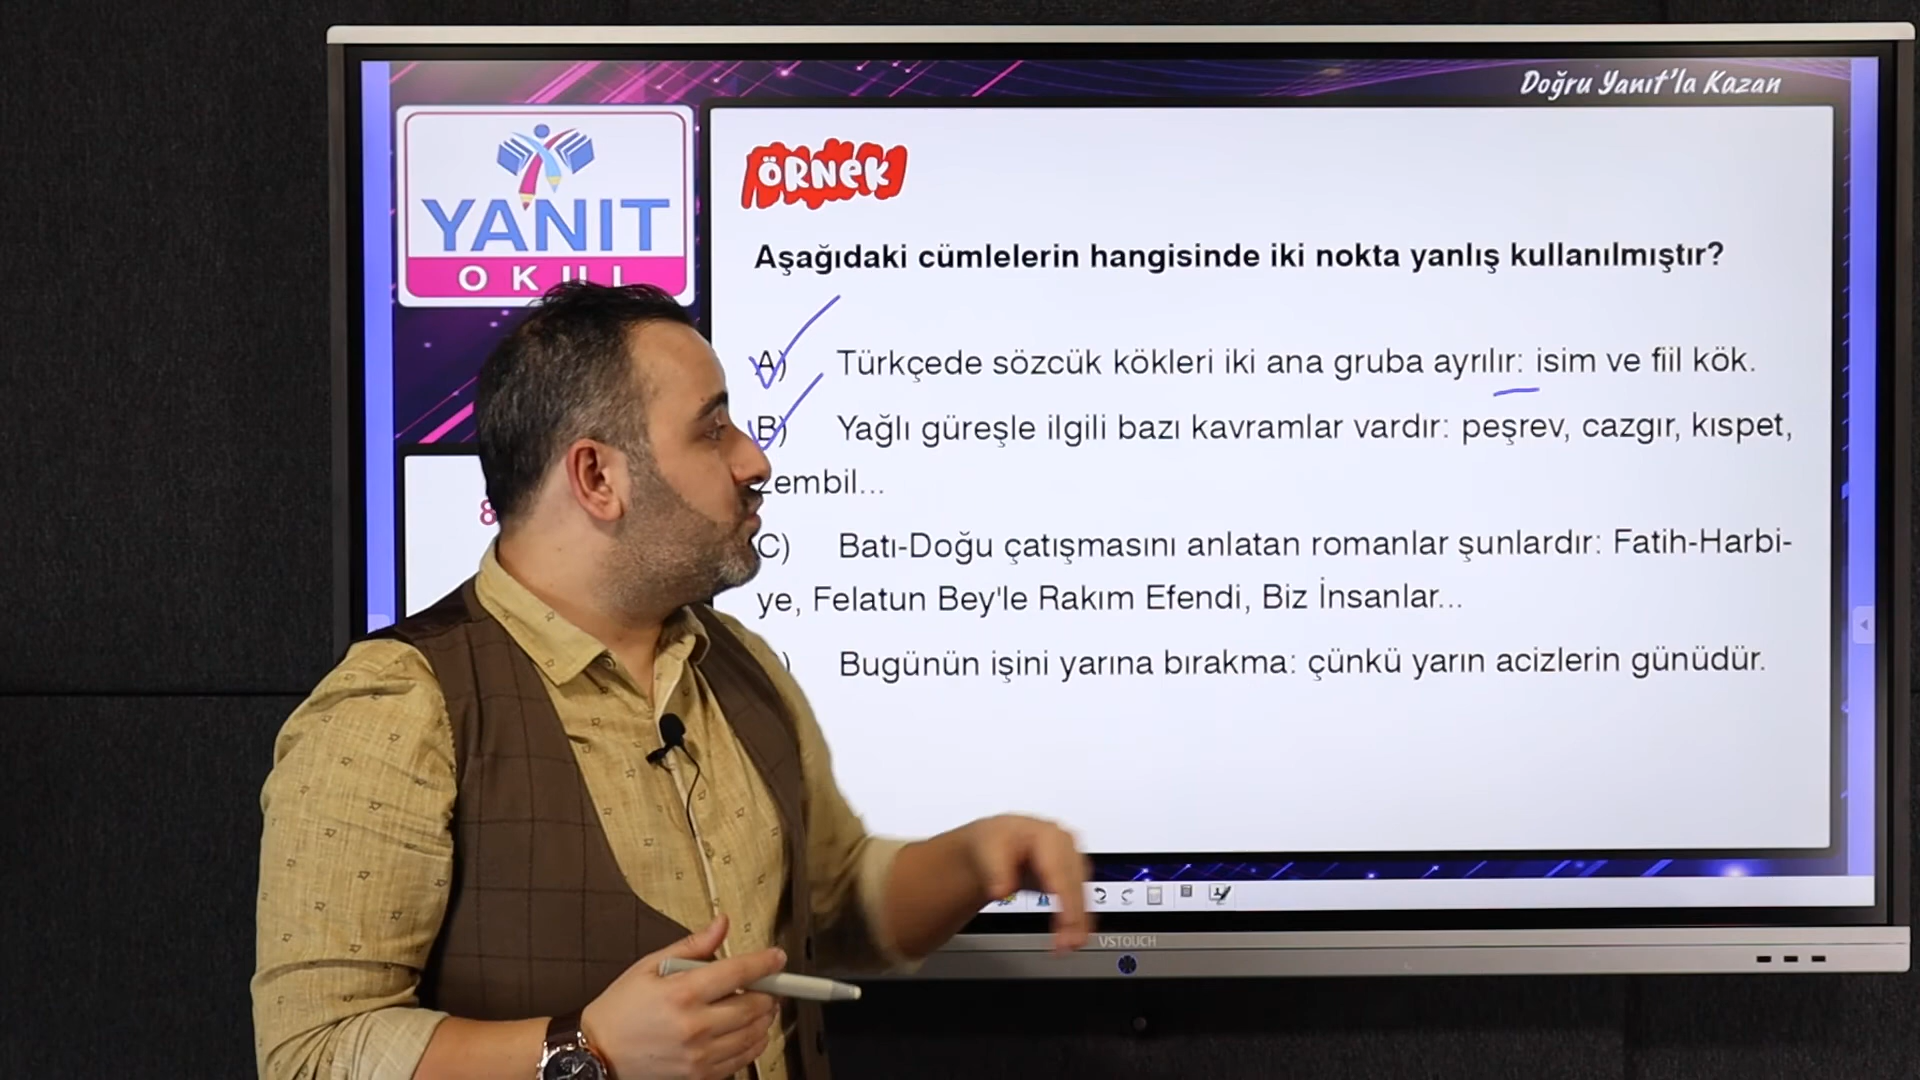 Doğru Yanıt'la Kazan
YANIT
OKUL
ÖRNEK
Aşağıdaki cümlelerin hangisinde iki nokta yanlış kullanılmıştır?
A) Türkçede sözcük kökleri iki ana gruba ayrılır: isim ve fiil kök.
B) Yağlı güreşle ilgili bazı kavramlar vardır: peşrev, cazgır, kıspet,
zembil...
C) Batı-Doğu çatışmasını anlatan romanlar şunlardır: Fatih-Harbi-
ye, Felatun Bey'le Rakım Efendi, Biz İnsanlar...
) Bugünün işini yarına bırakma: çünkü yarın acizlerin günüdür.
8
VSTOUCH